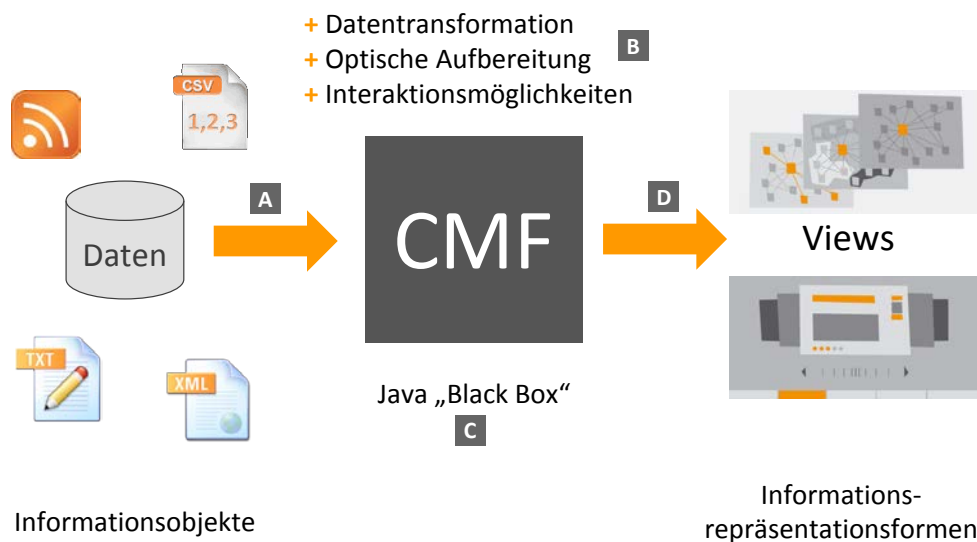 + Datentransformation
+ Optische Aufbereitung
+ Interaktionsmöglichkeiten
B
CSV
1,2,3
Daten
A
CMF
D
Views
TXT
XML
Java „Black Box“
C
Informationsobjekte
Informations-
repräsentationsformen